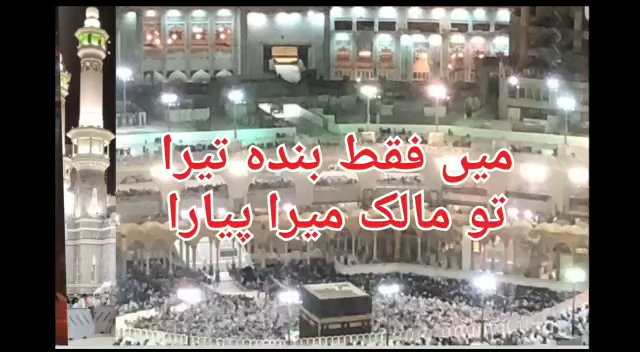 میں فقط بندہ تیرا
تو مالک میرا پیارا